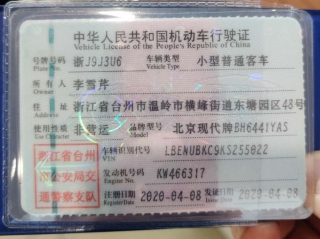 中华人民共和国机动车行驶证
Vehicle License of the People's Republic of China
号牌号码 浙J9J3U6 车辆类型 小型普通客车
Plate No. Vehicle Type
所有人 李雪芹
Owner
住址 浙江省台州市温岭市横峰街道东塘园区48号
Address
使用性质 非营运 品牌型号 北京现代牌BH6441YAS
Use Character Model
浙江省台州 车辆识别代号 LBENUBKC9KS255022
VIN
市公安局交 发动机号码 KW466317
Engine No.
通警察支队 注册日期 2020-04-08 发证日期 2020-04-08
Register Date Issue Date